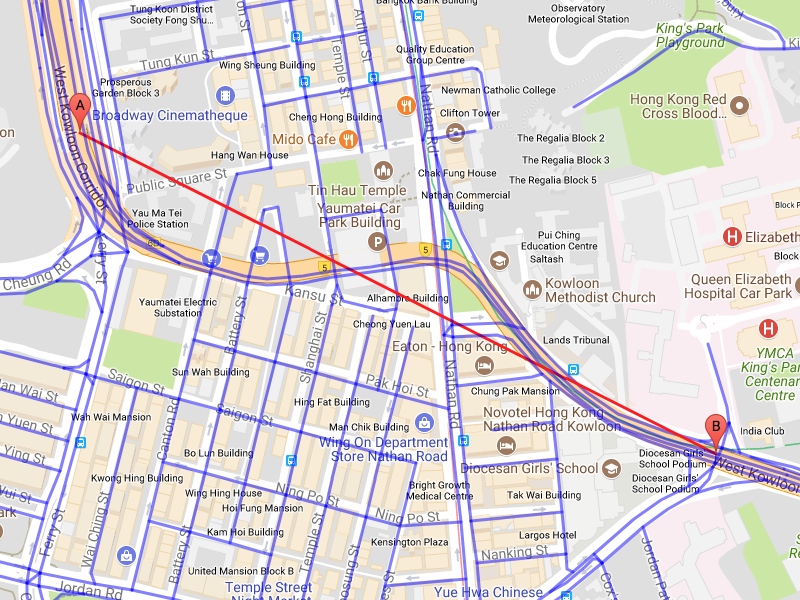 Tung Koon District
Society Fong Shu...
Bangkok Bank Building
Observatory
Meteorological Station
King's Park
Playground
Arthur St
Temple St
Tung Kun St
Wing Sheung Building
Quality Education
Group Centre
Prosperous
Garden Block 3
Newman Catholic College
Hong Kong Red
Cross Blood...
A
Broadway Cinematheque
Cheng Hong Building
Clifton Tower
Nathan Rd
West Kowloon Corridor
Mido Cafe
The Regalia Block 2
Hang Wan House
The Regalia Block 3
Public Square St
Chak Fung House
The Regalia Block 5
Tin Hau Temple
Nathan Commercial
Building
Yaumatei Car
Park Building
Yau Ma Tei
Police Station
P
Pui Ching
Education Centre
Saltash
H
Elizabeth
Block
5
5
Cheung Rd
Ferry St
Kowloon
Methodist Church
Queen Elizabeth
Hospital Car Park
Kansu St
Alhambra Building
Yaumatei Electric
Substation
Battery St
Shanghai St
Cheong Yuen Lau
H
Lands Tribunal
Eaton - Hong Kong
YMCA
King's Park
Centenary
Centre
Sun Wah Building
Saigon St
Pak Hoi St
Chung Pak Mansion
Nathan Rd
Hing Fat Building
Wah Wai Mansion
Saigon St
Man Chik Building
Novotel Hong Kong
Nathan Road Kowloon
B
India Club
Canton Rd
Wing On Department
Store Nathan Road
Bo Lun Building
Diocesan Girls' School
Diocesan Girls'
School Podium
West Kowloon
Kwong Hing Building
Ning Po St
Bright Growth
Medical Centre
Diocesan Girls'
School Podium
Wing Hing House
Hoi Fung Mansion
Tak Wai Building
Ning Po St
Wai Ching St
Kam Hoi Building
Temple St
Kensington Plaza
Largos Hotel
Ferry St
Battery St
Nanking St
United Mansion Block B
Jordan Rd
Temple Street
Night Market
Yue Hwa Chinese